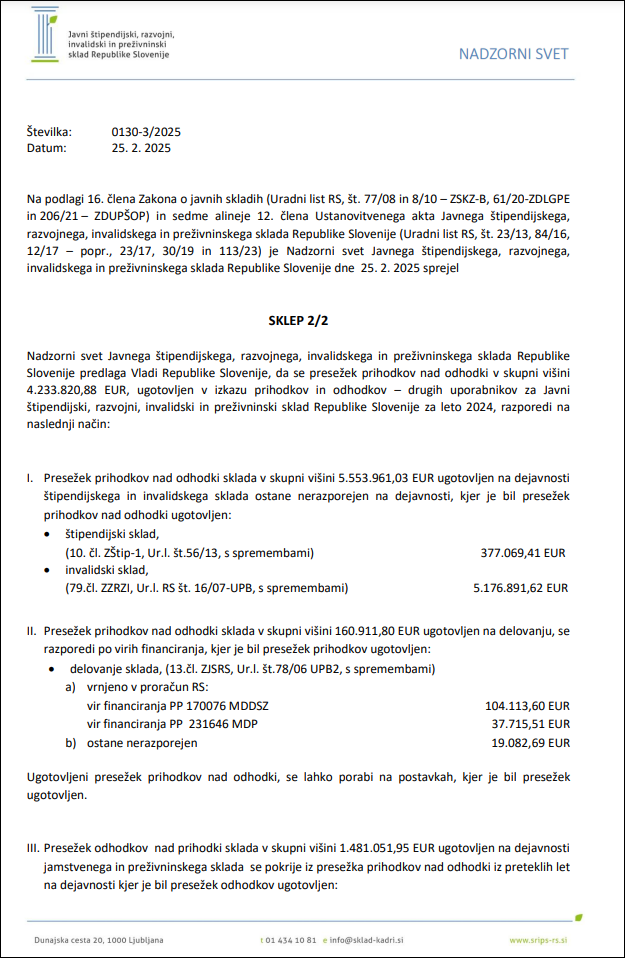 Javni štipendijski, razvojni,
invalidski in preživninski
sklad Republike Slovenije
NADZORNI SVET
Številka: 0130-3/2025
Datum: 25. 2. 2025
Na podlagi 16. člena Zakona o javnih skladih (Uradni list RS, št. 77/08 in 8/10 – ZSKZ-B, 61/20-ZDLGPE
in 206/21 – ZDUPŠOP) in sedme alineje 12. člena Ustanovitvenega akta Javnega štipendijskega,
razvojnega, invalidskega in preživninskega sklada Republike Slovenije (Uradni list RS, št. 23/13, 84/16,
12/17 – popr., 23/17, 30/19 in 113/23) je Nadzorni svet Javnega štipendijskega, razvojnega,
invalidskega in preživninskega sklada Republike Slovenije dne 25. 2. 2025 sprejel
SKLEP 2/2
Nadzorni svet Javnega štipendijskega, razvojnega, invalidskega in preživninskega sklada Republike
Slovenije predlaga Vladi Republike Slovenije, da se presežek prihodkov nad odhodki v skupni višini
4.233.820,88 EUR, ugotovljen v izkazu prihodkov in odhodkov – drugih uporabnikov za Javni
štipendijski, razvojni, invalidski in preživninski sklad Republike Slovenije za leto 2024, razporedi na
naslednji način:
I. Presežek prihodkov nad odhodki sklada v skupni višini 5.553.961,03 EUR ugotovljen na dejavnosti
štipendijskega in invalidskega sklada ostane nerazporejen na dejavnosti, kjer je bil presežek
prihodkov nad odhodki ugotovljen:
• štipendijski sklad,
(10. čl. ZŠtip-1, Ur.l. št.56/13, s spremembami) 377.069,41 EUR
• invalidski sklad,
(79.čl. ZZRZI, Ur.l. RS št. 16/07-UPB, s spremembami) 5.176.891,62 EUR
II. Presežek prihodkov nad odhodki sklada v skupni višini 160.911,80 EUR ugotovljen na delovanju, se
razporedi po virih financiranja, kjer je bil presežek prihodkov ugotovljen:
• delovanje sklada, (13.čl. ZJSRS, Ur.l. št.78/06 UPB2, s spremembami)
a) vrnjeno v proračun RS:
vir financiranja PP 170076 MDDSZ 104.113,60 EUR
vir financiranja PP 231646 MDP 37.715,51 EUR
b) ostane nerazporejen 19.082,69 EUR
Ugotovljeni presežek prihodkov nad odhodki, se lahko porabi na postavkah, kjer je bil presežek
ugotovljen.
III. Presežek odhodkov nad prihodki sklada v skupni višini 1.481.051,95 EUR ugotovljen na dejavnosti
jamstvenega in preživninskega sklada se pokrije iz presežka prihodkov nad odhodki iz preteklih let
na dejavnosti kjer je bil presežek odhodkov ugotovljen:
Dunajska cesta 20, 1000 Ljubljana t 01 434 10 81 e info@sklad-kadri.si www.srips-rs.si